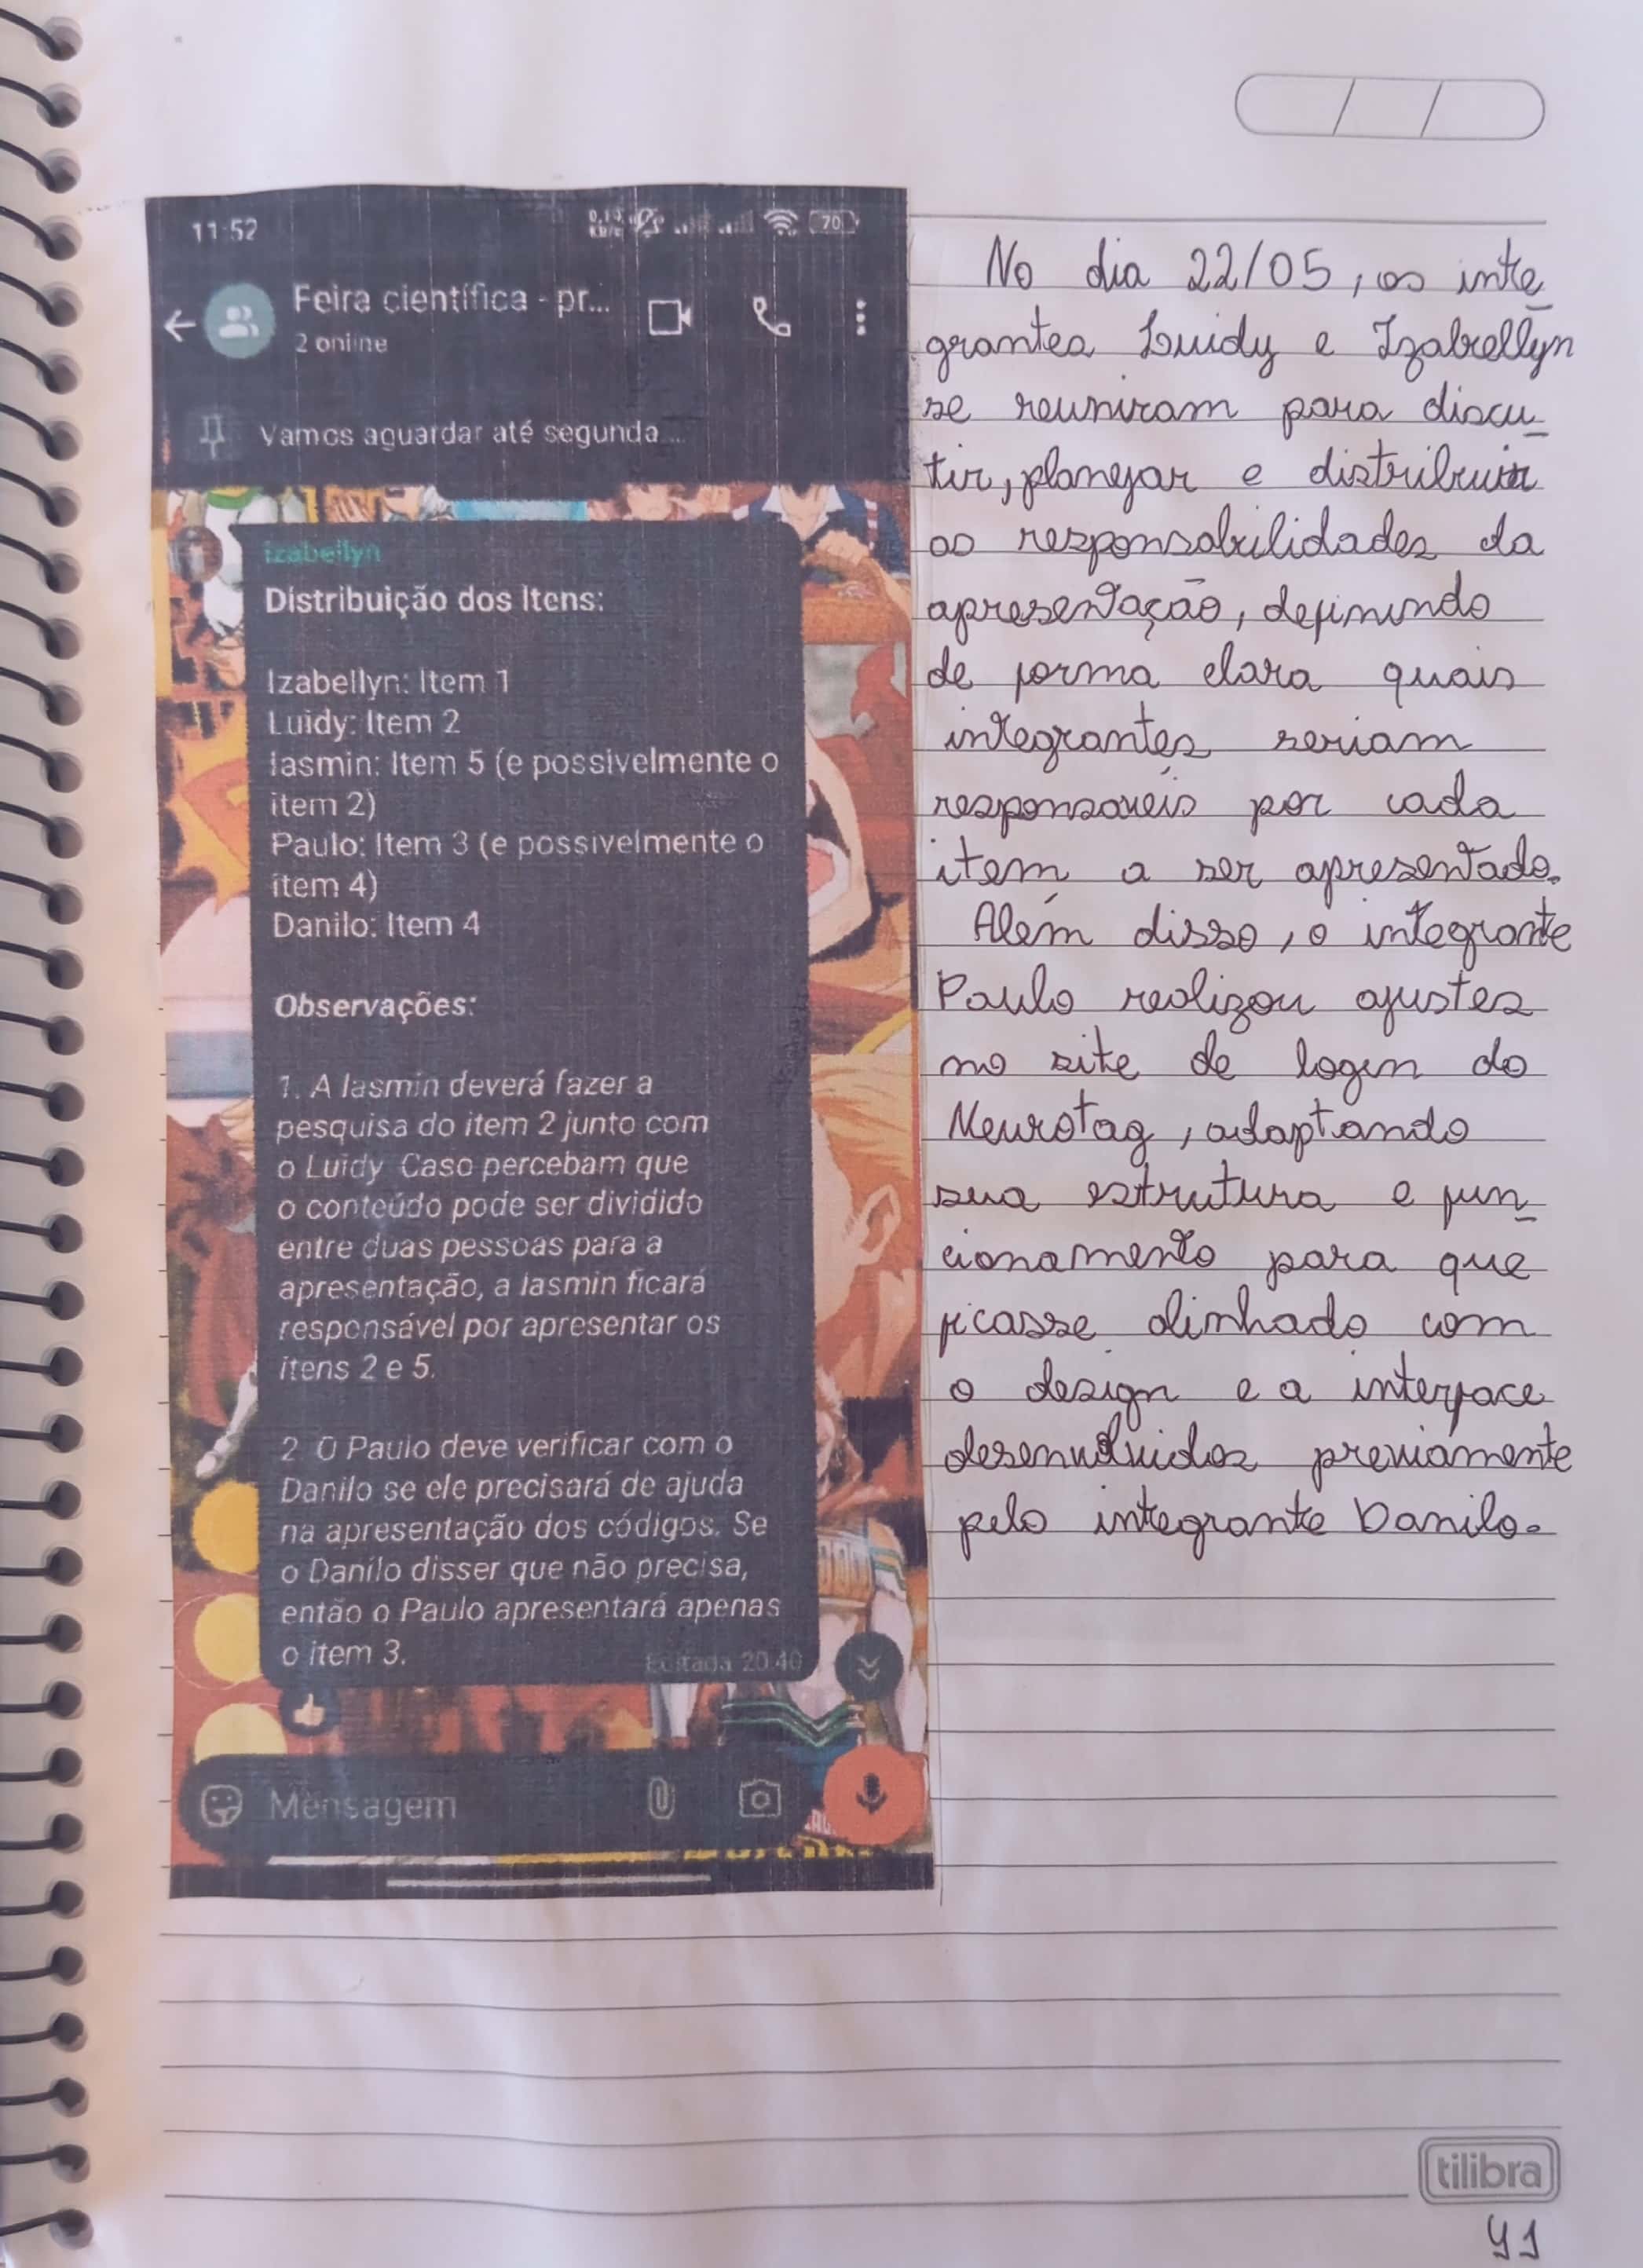 11:52
70
Feira científica - pr...
2 online
Vamos aguardar até segunda...
izabellyn
Distribuição dos Itens:
Izabellyn: Item 1
Luidy: Item 2
Iasmin: Item 5 (e possivelmente o
item 2)
Paulo: Item 3 (e possivelmente o
item 4)
Danilo: Item 4
Observações:
1. A Iasmin deverá fazer a
pesquisa do item 2 junto com
o Luidy Caso percebam que
o conteúdo pode ser dividido
entre duas pessoas para a
apresentação, a Iasmin ficará
responsável por apresentar os
itens 2 e 5.
2 O Paulo deve verificar com o
Danilo se ele precisará de ajuda
na apresentação dos códigos. Se
o Danilo disser que não precisa,
então o Paulo apresentará apenas
o item 3.
Editada 20:40
Mensagem
No dia 22/05, os inte
grantes Luidy e Izabrellyn
se reuniram para discu-
tir, planejar e distribuir
as responsabilidades da
apresentação, definindo
de forma clara quais
integrantes seriam
responsáveis por cada
item a ser apresentado.
Além disso, o integrante
Paulo realizou ajustes
no site de login do
Neurotag, adaptando
sua estrutura e fun-
cionamento para que
ficasse alinhado com
o design e a interface
desenvolvidos previamente
pelo integrante Danilo.
tilibra
41